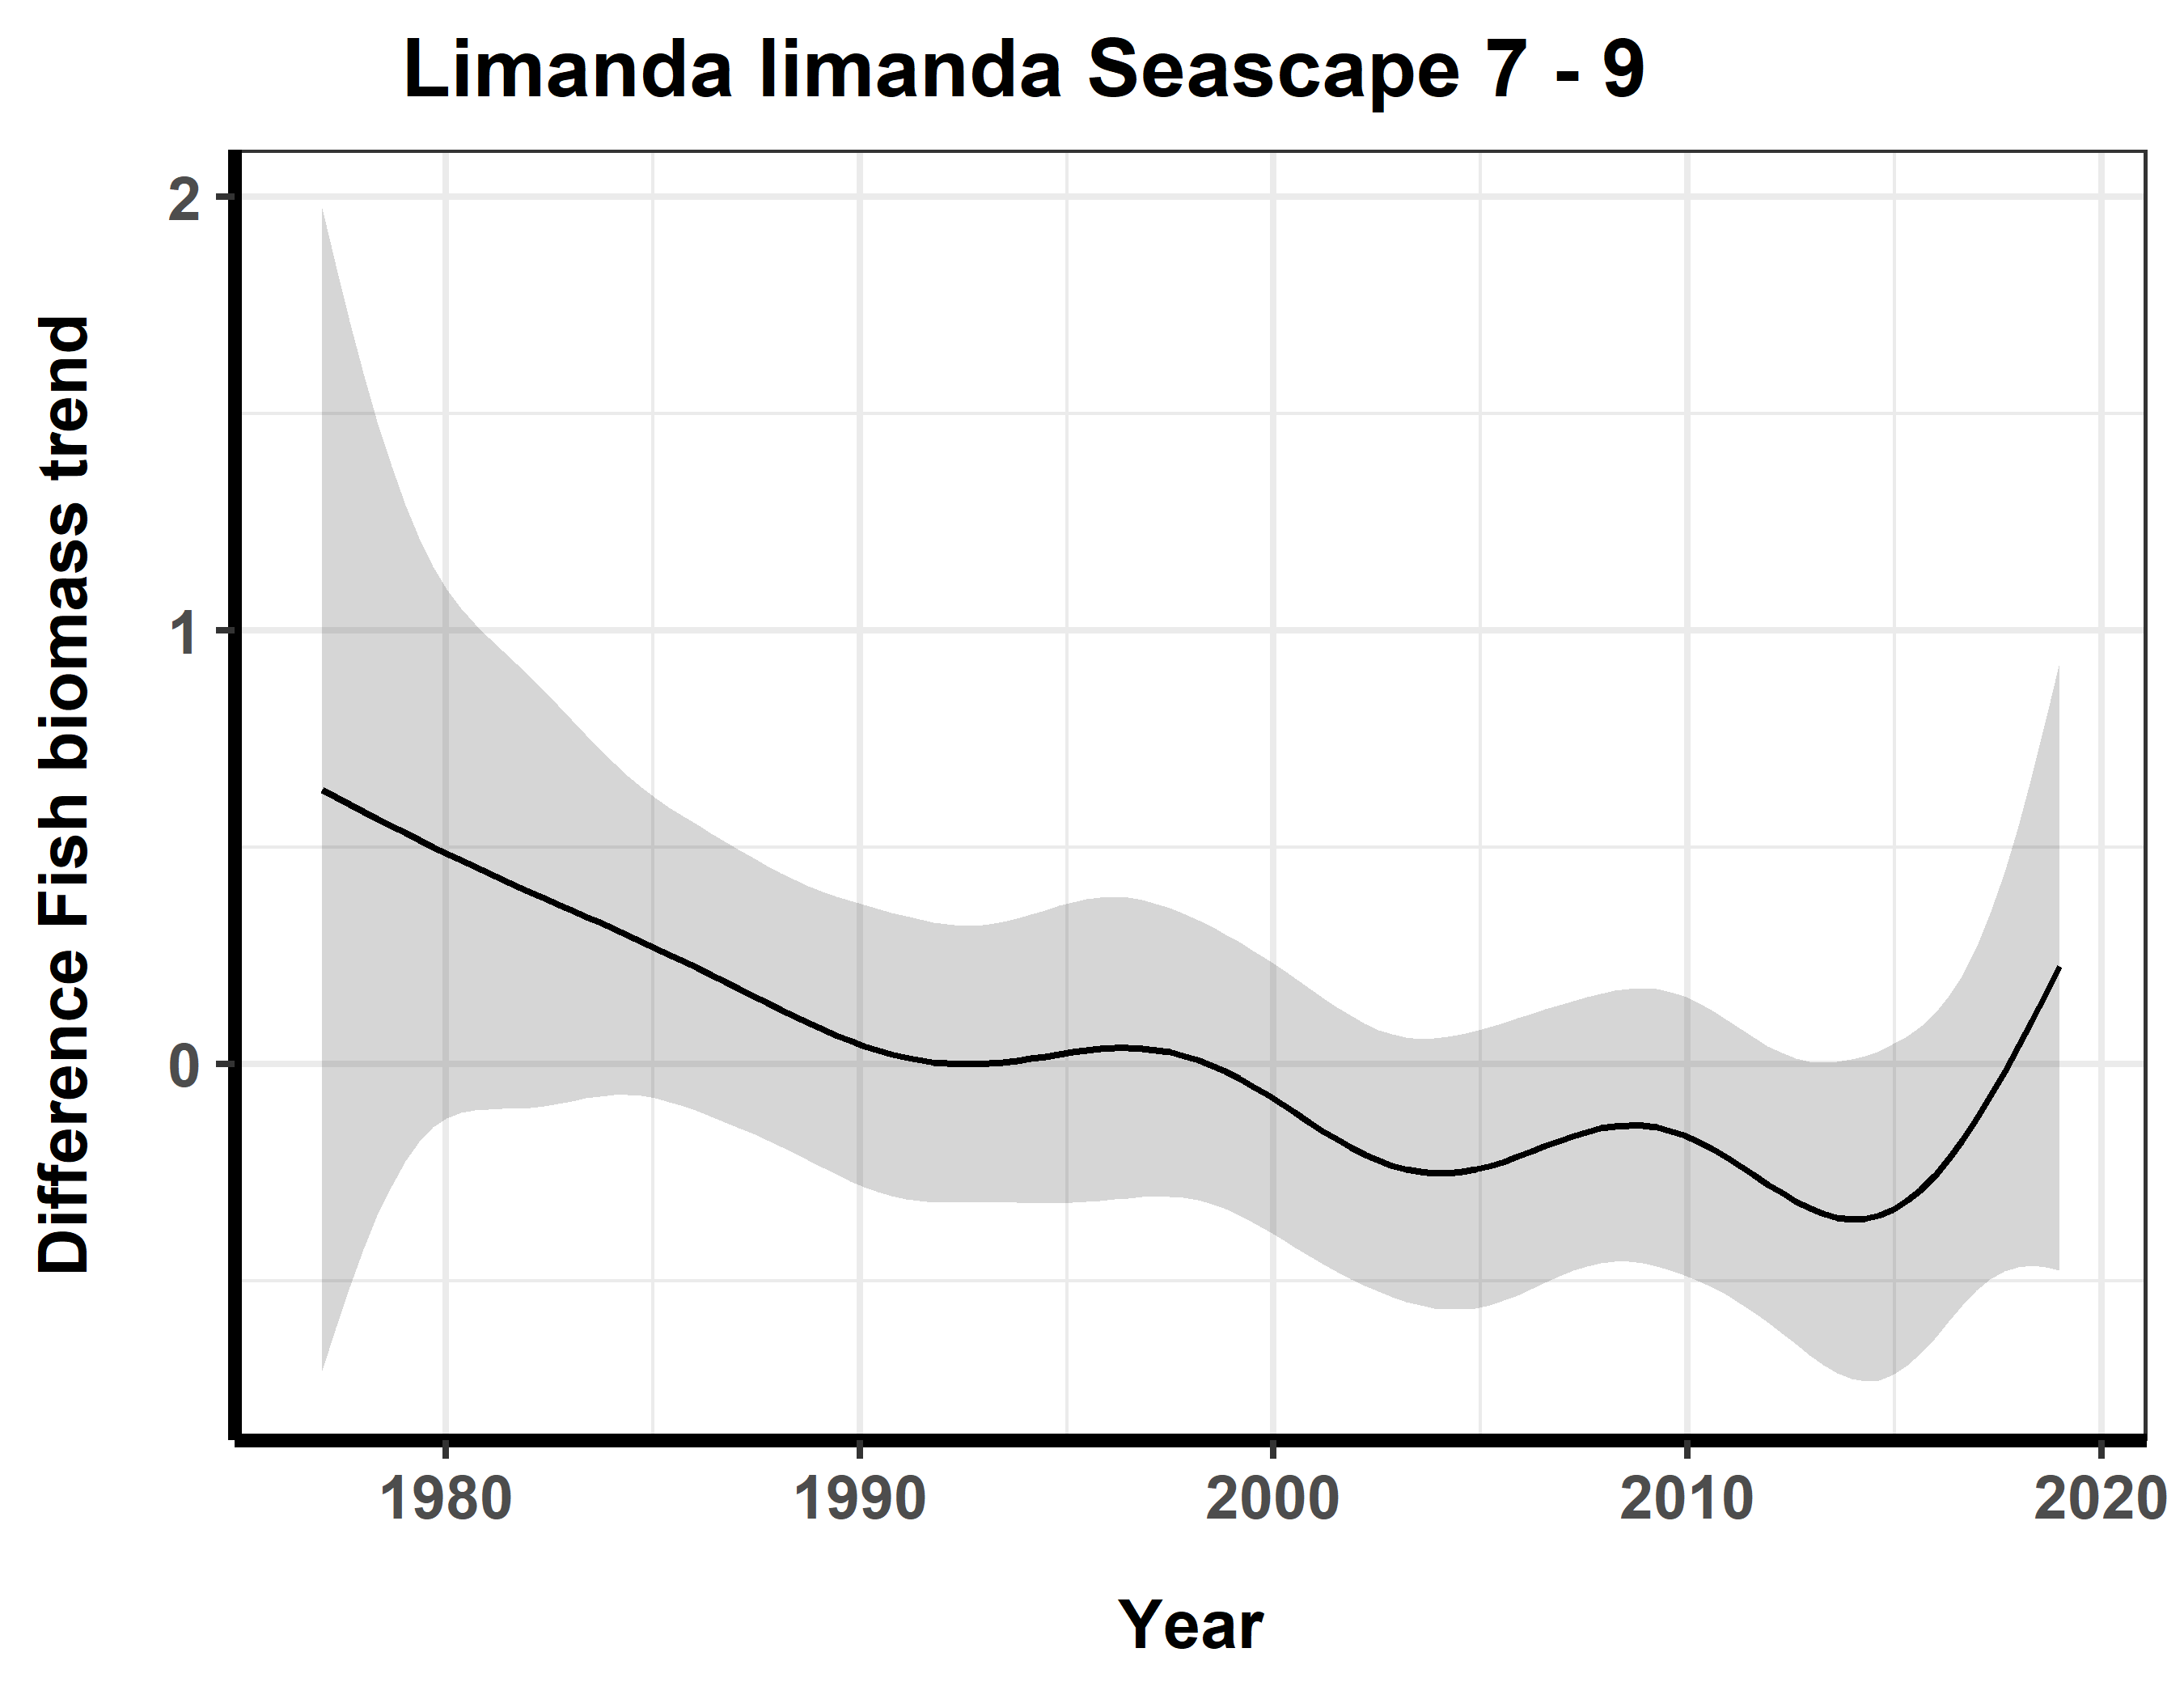 Limanda limanda Seascape 7 - 9
Difference Fish biomass trend
2
1
0
1980 1990 2000 2010 2020
Year